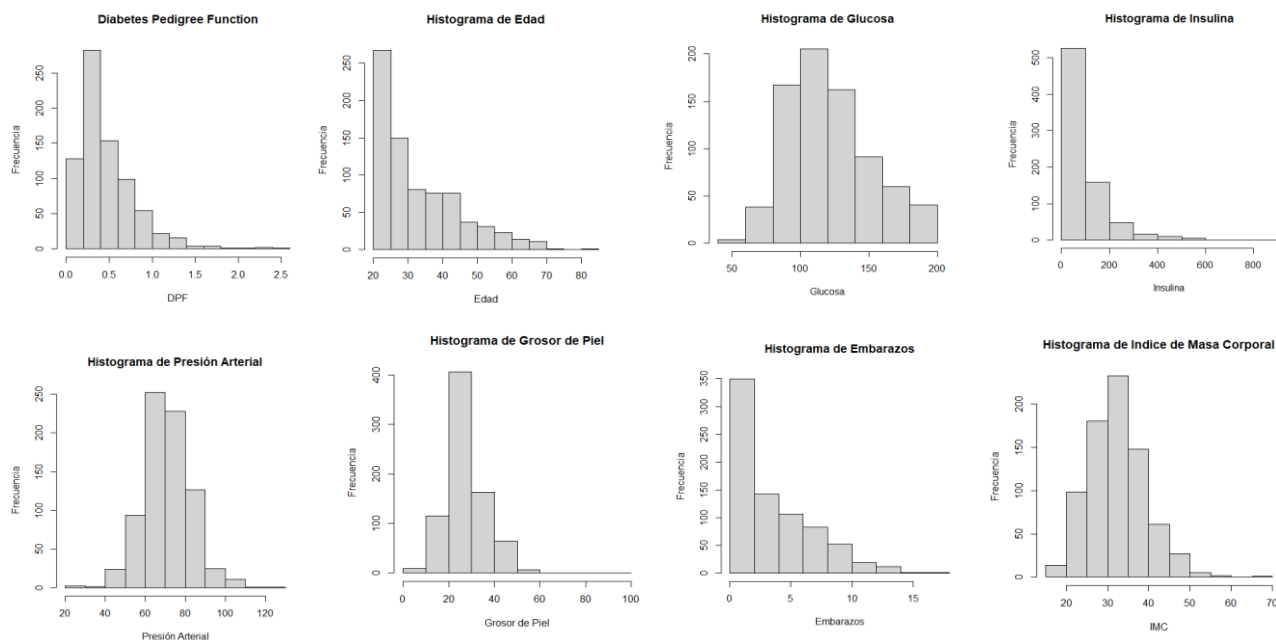 Diabetes Pedigree Function
Frecuencia
0 50 100 150 200 250
0.0 0.5 1.0 1.5 2.0 2.5
DPF
Histograma de Edad
Frecuencia
0 50 100 150 200 250
20 30 40 50 60 70 80
Edad
Histograma de Glucosa
Frecuencia
0 50 100 150 200
50 100 150 200
Glucosa
Histograma de Insulina
Frecuencia
0 100 200 300 400 500
0 200 400 600 800
Insulina
Histograma de Presión Arterial
Frecuencia
0 50 100 150 200 250
20 40 60 80 100 120
Presión Arterial
Histograma de Grosor de Piel
Frecuencia
0 100 200 300 400
0 20 40 60 80 100
Grosor de Piel
Histograma de Embarazos
Frecuencia
0 50 100 150 200 250 300 350
0 5 10 15
Embarazos
Histograma de Indice de Masa Corporal
Frecuencia
0 50 100 150 200
20 30 40 50 60 70
IMC